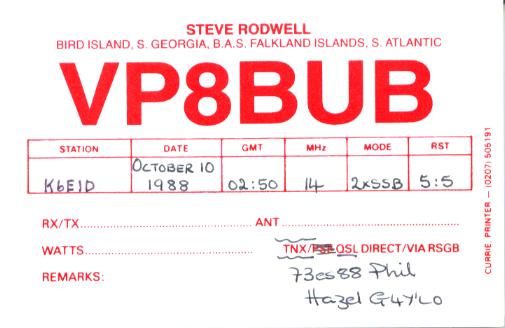 STEVE RODWELL
BIRD ISLAND, S. GEORGIA, B.A.S. FALKLAND ISLANDS, S. ATLANTIC
VP8BUB
STATION DATE GMT MHz MODE RST
K6EID OCTOBER 10 1988 02:50 14 2xSSB 5:5
RX/TX ANT
WATTS TNX/PSE QSL DIRECT/VIA RSGB
REMARKS: 73es88 Phil
Hazel G4YLO
CURRIE PRINTER — (0207) 505191